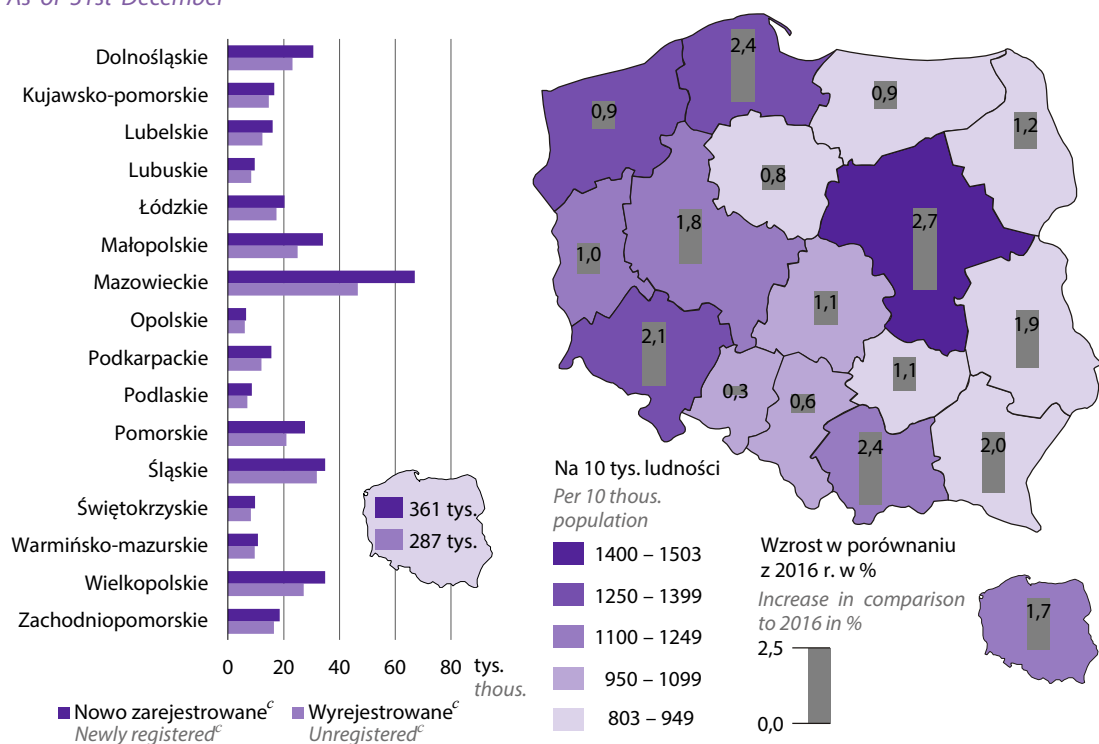 As of 31st December
Dolnośląskie
Kujawsko-pomorskie
Lubelskie
Lubuskie
Łódzkie
Małopolskie
Mazowieckie
Opolskie
Podkarpackie
Podlaskie
Pomorskie
Śląskie
Świętokrzyskie
Warmińsko-mazurskie
Wielkopolskie
Zachodniopomorskie
0 20 40 60 80 tys.
thous.
Nowo zarejestrowane^c Wyrejestrowane^c
Newly registered^c Unregistered^c
361 tys.
287 tys.
2,4
0,9
0,9
1,2
0,8
1,8
2,7
1,0
1,1
1,9
2,1
1,1
0,3
0,6
2,4
2,0
Na 10 tys. ludności
Per 10 thous.
population
1400 – 1503
1250 – 1399
1100 – 1249
950 – 1099
803 – 949
Wzrost w porównaniu
z 2016 r. w %
Increase in comparison
to 2016 in %
2,5
0,0
1,7